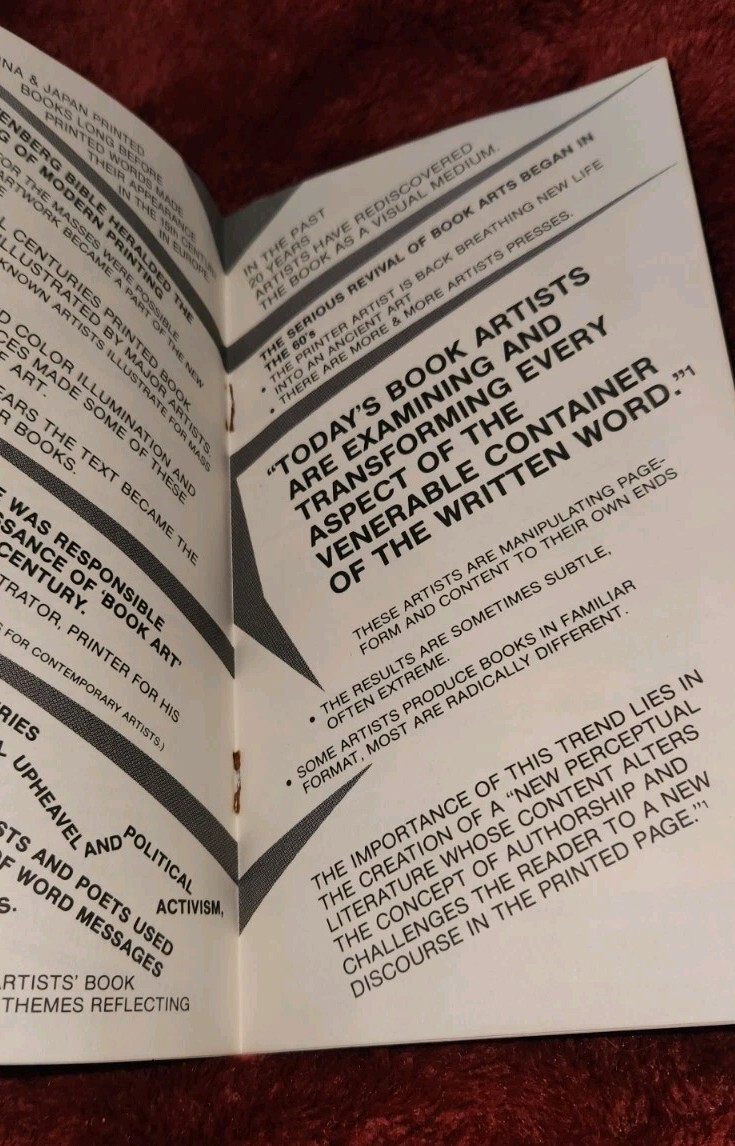 NA & JAPAN PRINTED
BOOKS LONG BEFORE
PRINTED WORDS MADE
THEIR APPEARANCE
IN THE 15th CENTURY
IN EUROPE
ENBERG BIBLE HERALDED THE
G OF MODERN PRINTING
FOR THE MASSES WERE POSSIBLE
ARTWORK BECAME A PART OF THE NEW
L CENTURIES PRINTED BOOK
ILLUSTRATED BY MAJOR ARTISTS.
KNOWN ARTISTS ILLUSTRATE FOR MASS
D COLOR ILLUMINATION AND
CES MADE SOME OF THESE
F ART.
EARS THE TEXT BECAME THE
R BOOKS.
E WAS RESPONSIBLE
SSANCE OF 'BOOK ART'
CENTURY.
TRATOR, PRINTER FOR HIS
S FOR CONTEMPORARY ARTISTS.)
RIES
L UPHEAVEL AND POLITICAL
ACTIVISM,
STS AND POETS USED
OF WORD MESSAGES
S.
ARTISTS' BOOK
THEMES REFLECTING
IN THE PAST
20 YEARS
ARTISTS HAVE REDISCOVERED
THE BOOK AS A VISUAL MEDIUM.
THE SERIOUS REVIVAL OF BOOK ARTS BEGAN IN
THE 60's
• THE PRINTER ARTIST IS BACK BREATHING NEW LIFE
INTO AN ANCIENT ART
• THERE ARE MORE & MORE ARTISTS PRESSES.
"TODAY'S BOOK ARTISTS
ARE EXAMINING AND
TRANSFORMING EVERY
ASPECT OF THE
VENERABLE CONTAINER
OF THE WRITTEN WORD."1
THESE ARTISTS ARE MANIPULATING PAGE-
FORM AND CONTENT TO THEIR OWN ENDS
• THE RESULTS ARE SOMETIMES SUBTLE,
OFTEN EXTREME.
• SOME ARTISTS PRODUCE BOOKS IN FAMILIAR
FORMAT, MOST ARE RADICALLY DIFFERENT.
THE IMPORTANCE OF THIS TREND LIES IN
THE CREATION OF A "NEW PERCEPTUAL
LITERATURE WHOSE CONTENT ALTERS
THE CONCEPT OF AUTHORSHIP AND
CHALLENGES THE READER TO A NEW
DISCOURSE IN THE PRINTED PAGE."1